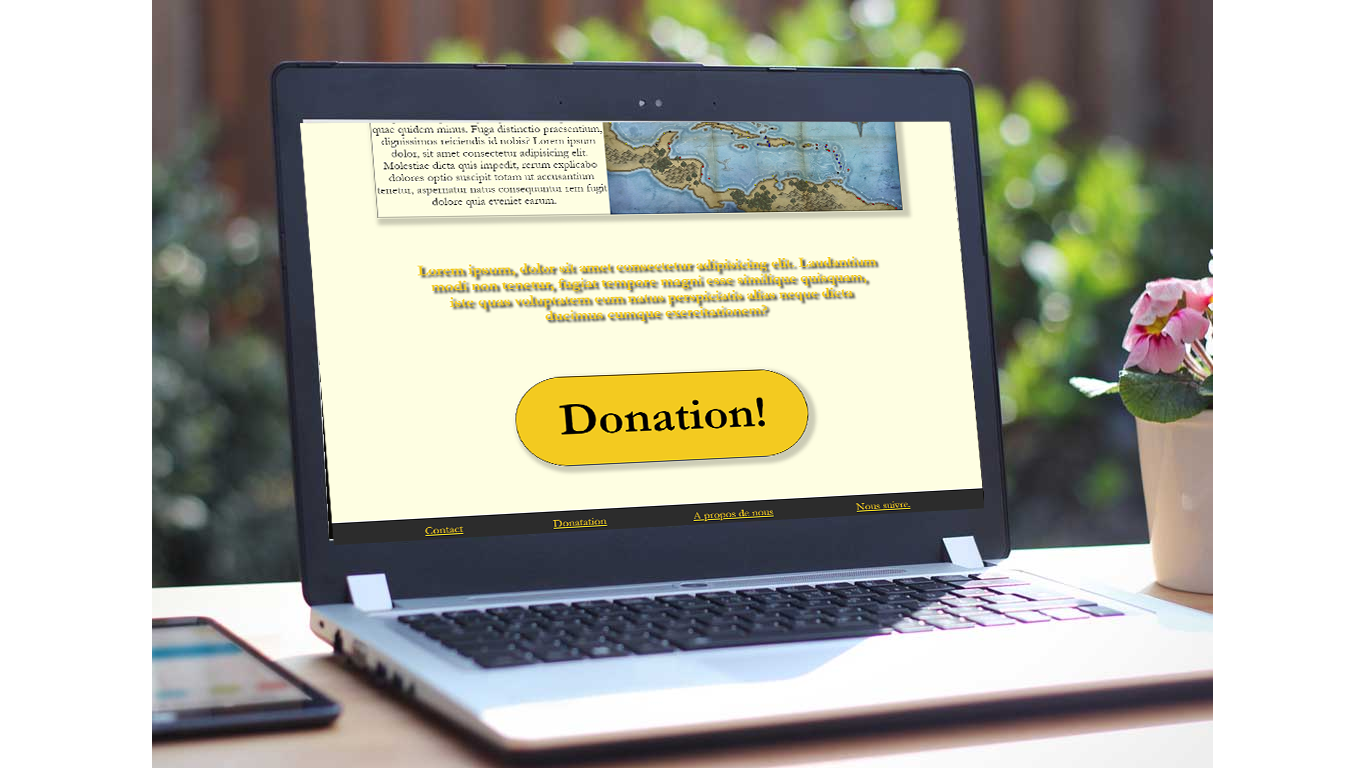 quae quidem minus. Fuga distinctio praesentium,
dignissimos reiciendis id nobis? Lorem ipsum
dolor, sit amet consectetur adipisicing elit.
Molestiae dicta quis impedit, rerum explicabo
dolores optio suscipit totam ut accusantium
tenetur, aspernatur natus consequuntur rem fugit
dolore quia eveniet earum.
Lorem ipsum, dolor sit amet consectetur adipisicing elit. Laudantium
modi non tenetur, fugiat tempore magni esse similique quisquam,
iste quas voluptatem eum natus perspiciatis alias neque dicta
ducimus cumque exercitationem?
Donation!
Contact
Donatation
A propos de nous
Nous suivre.